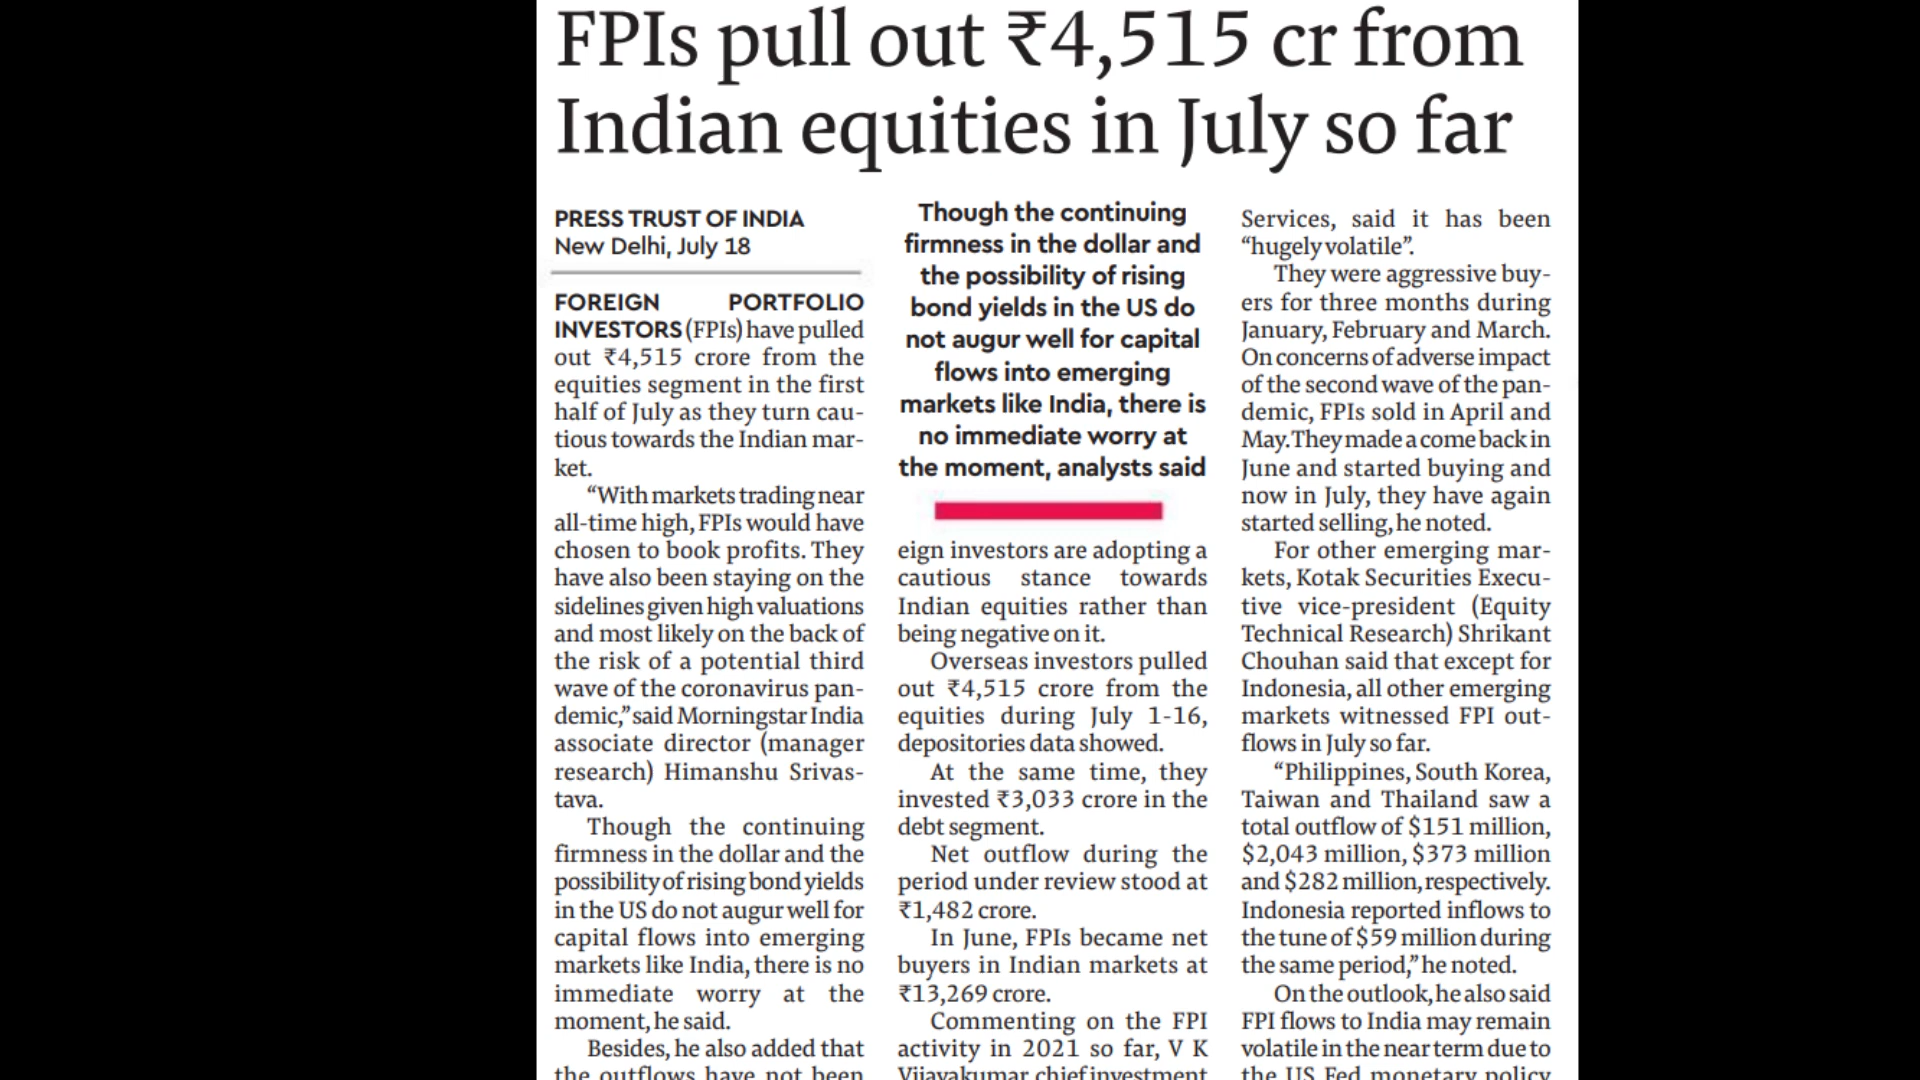 FPIs pull out ₹4,515 cr from
Indian equities in July so far
PRESS TRUST OF INDIA
New Delhi, July 18
FOREIGN PORTFOLIO
INVESTORS (FPIs) have pulled
out ₹4,515 crore from the
equities segment in the first
half of July as they turn cau-
tious towards the Indian mar-
ket.
“With markets trading near
all-time high, FPIs would have
chosen to book profits. They
have also been staying on the
sidelines given high valuations
and most likely on the back of
the risk of a potential third
wave of the coronavirus pan-
demic,” said Morningstar India
associate director (manager
research) Himanshu Srivas-
tava.
Though the continuing
firmness in the dollar and the
possibility of rising bond yields
in the US do not augur well for
capital flows into emerging
markets like India, there is no
immediate worry at the
moment, he said.
Besides, he also added that
the outflows have not been
Though the continuing
firmness in the dollar and
the possibility of rising
bond yields in the US do
not augur well for capital
flows into emerging
markets like India, there is
no immediate worry at
the moment, analysts said
eign investors are adopting a
cautious stance towards
Indian equities rather than
being negative on it.
Overseas investors pulled
out ₹4,515 crore from the
equities during July 1-16,
depositories data showed.
At the same time, they
invested ₹3,033 crore in the
debt segment.
Net outflow during the
period under review stood at
₹1,482 crore.
In June, FPIs became net
buyers in Indian markets at
₹13,269 crore.
Commenting on the FPI
activity in 2021 so far, V K
Vijayakumar, chief investment
Services, said it has been
“hugely volatile”.
They were aggressive buy-
ers for three months during
January, February and March.
On concerns of adverse impact
of the second wave of the pan-
demic, FPIs sold in April and
May. They made a come back in
June and started buying and
now in July, they have again
started selling, he noted.
For other emerging mar-
kets, Kotak Securities Execu-
tive vice-president (Equity
Technical Research) Shrikant
Chouhan said that except for
Indonesia, all other emerging
markets witnessed FPI out-
flows in July so far.
“Philippines, South Korea,
Taiwan and Thailand saw a
total outflow of $151 million,
$2,043 million, $373 million
and $282 million, respectively.
Indonesia reported inflows to
the tune of $59 million during
the same period,” he noted.
On the outlook, he also said
FPI flows to India may remain
volatile in the near term due to
the US Fed monetary policy